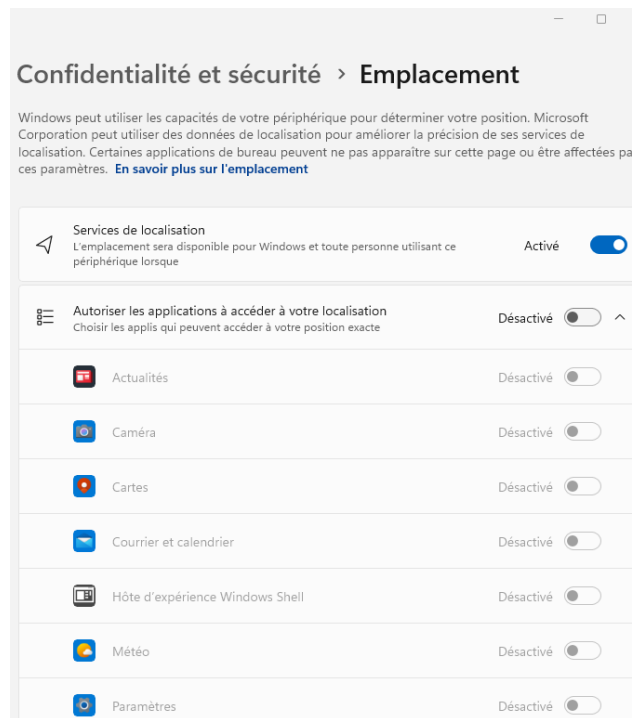 Confidentialité et sécurité > Emplacement
Windows peut utiliser les capacités de votre périphérique pour déterminer votre position. Microsoft
Corporation peut utiliser des données de localisation pour améliorer la précision de ses services de
localisation. Certaines applications de bureau peuvent ne pas apparaître sur cette page ou être affectées pa
ces paramètres. En savoir plus sur l'emplacement
Services de localisation
L'emplacement sera disponible pour Windows et toute personne utilisant ce
périphérique lorsque
Activé
Autoriser les applications à accéder à votre localisation
Choisir les applis qui peuvent accéder à votre position exacte
Désactivé
Actualités Désactivé
Caméra Désactivé
Cartes Désactivé
Courrier et calendrier Désactivé
Hôte d'expérience Windows Shell Désactivé
Météo Désactivé
Paramètres Désactivé